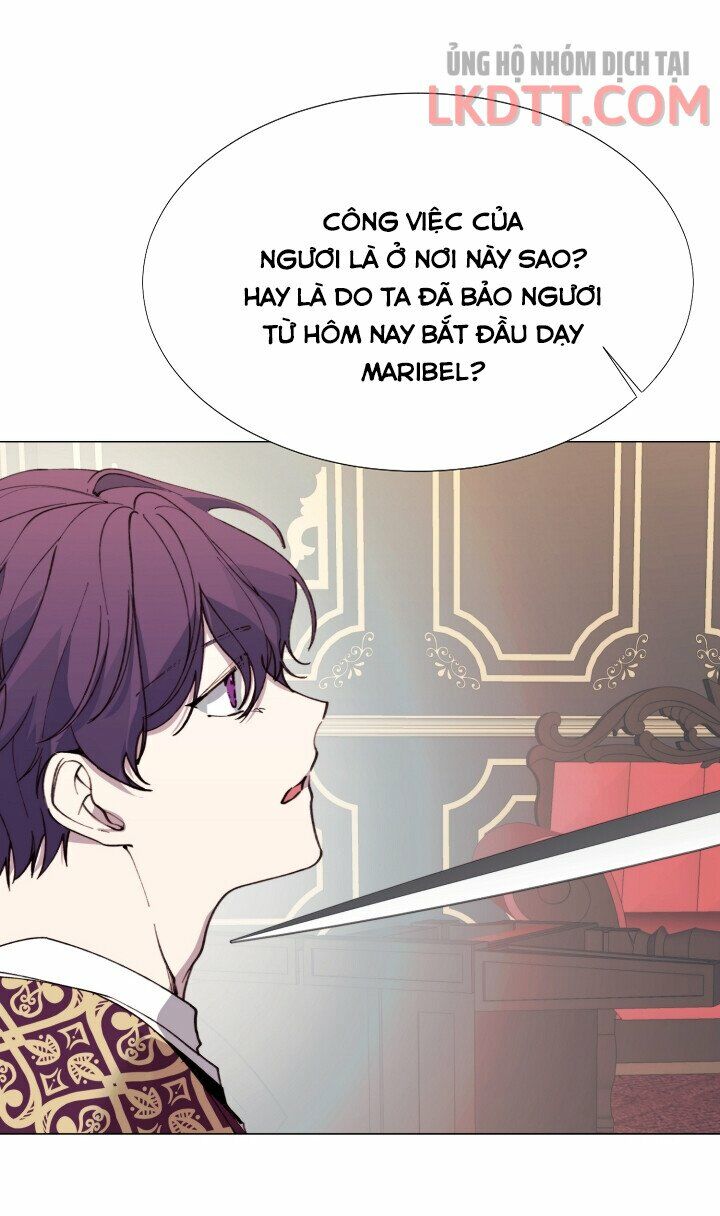 ỦNG HỘ NHÓM DỊCH TẠI
LKDTT.COM
CÔNG VIỆC CỦA
NGƯƠI LÀ Ở NƠI NÀY SAO?
HAY LÀ DO TA ĐÃ BẢO NGƯƠI
TỪ HÔM NAY BẮT ĐẦU DẠY
MARIBEL?